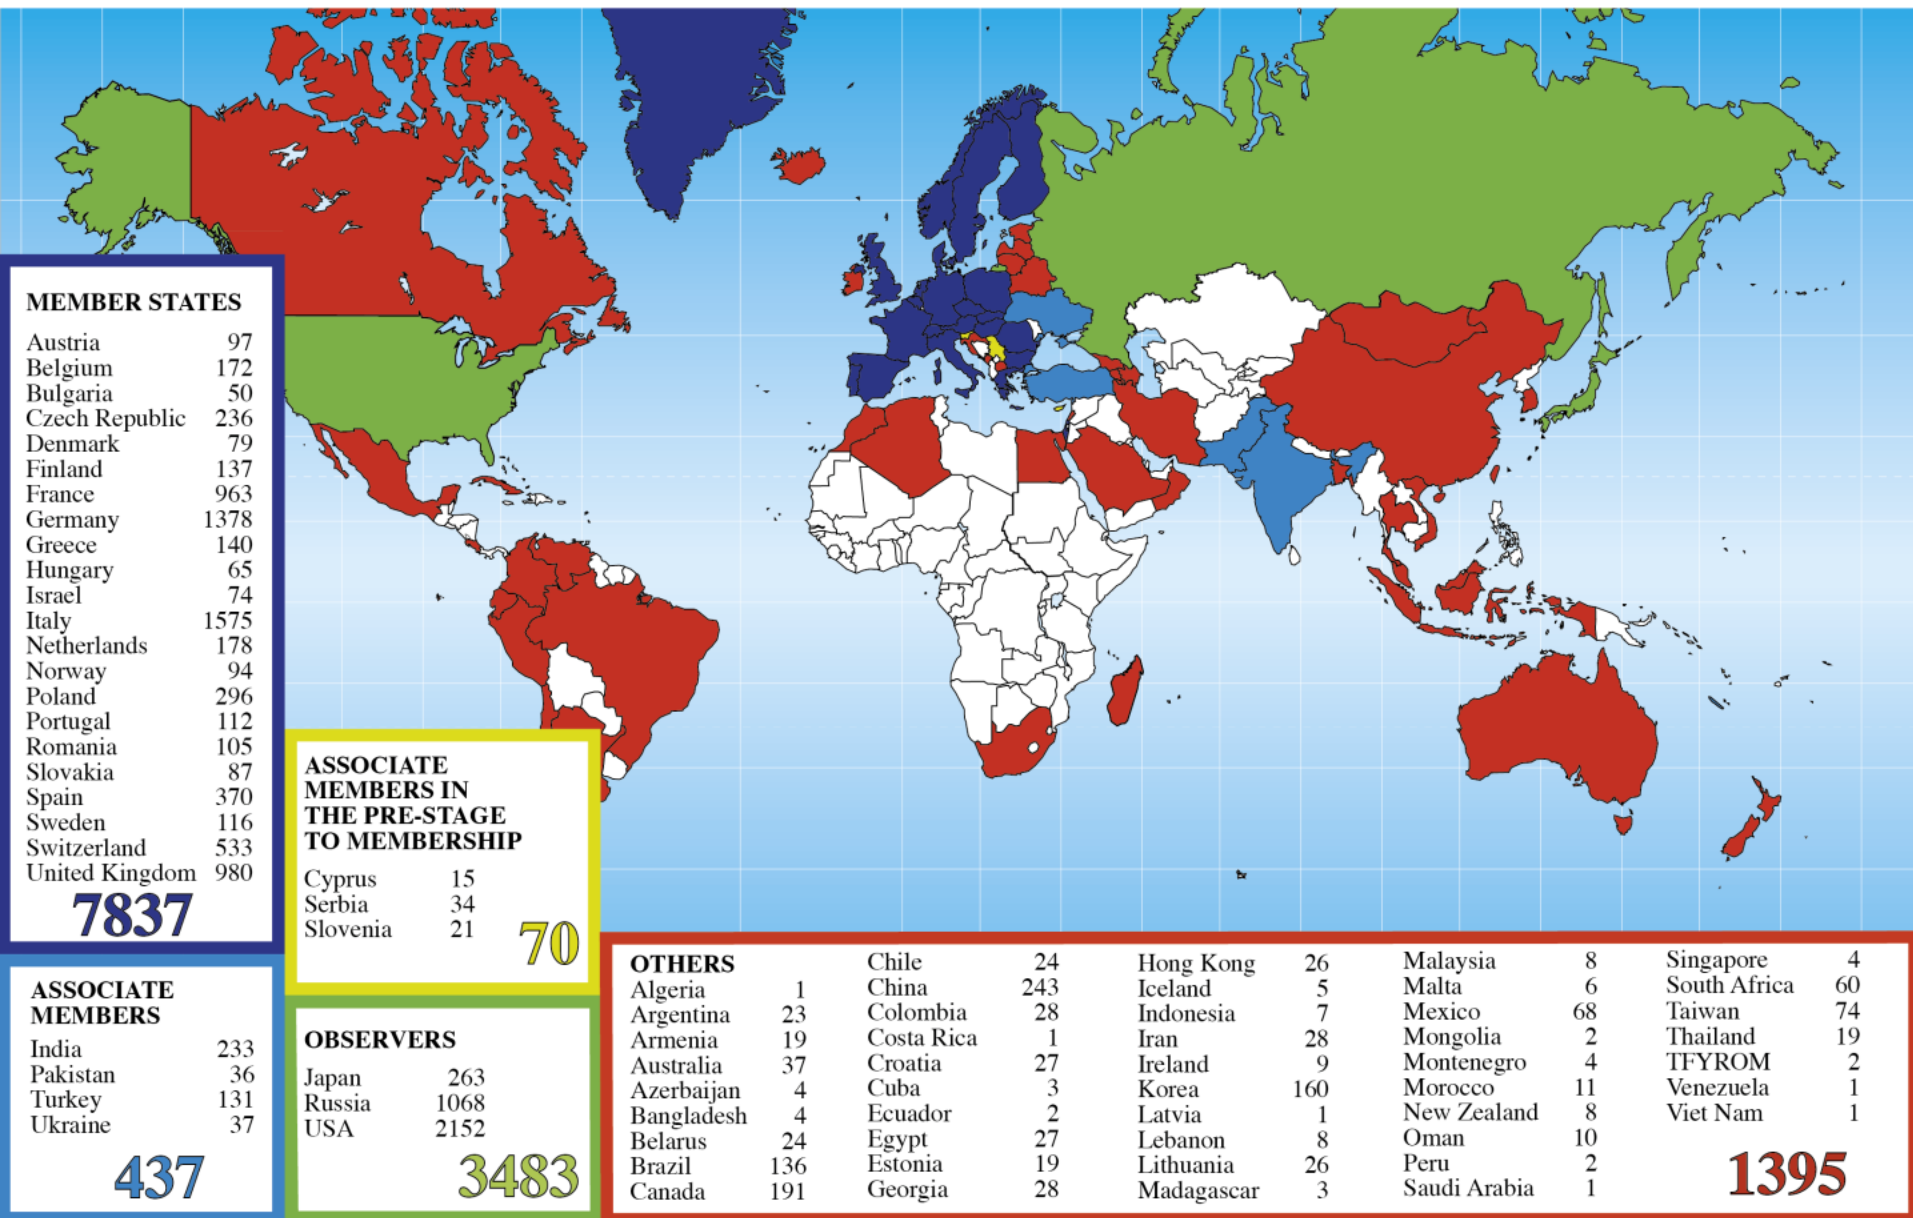 MEMBER STATES
Austria 97
Belgium 172
Bulgaria 50
Czech Republic 236
Denmark 79
Finland 137
France 963
Germany 1378
Greece 140
Hungary 65
Israel 74
Italy 1575
Netherlands 178
Norway 94
Poland 296
Portugal 112
Romania 105
Slovakia 87
Spain 370
Sweden 116
Switzerland 533
United Kingdom 980
7837
ASSOCIATE
MEMBERS
India 233
Pakistan 36
Turkey 131
Ukraine 37
437
ASSOCIATE
MEMBERS IN
THE PRE-STAGE
TO MEMBERSHIP
Cyprus 15
Serbia 34
Slovenia 21
70
OBSERVERS
Japan 263
Russia 1068
USA 2152
3483
OTHERS
Algeria 1
Argentina 23
Armenia 19
Australia 37
Azerbaijan 4
Bangladesh 4
Belarus 24
Brazil 136
Canada 191
Chile 24
China 243
Colombia 28
Costa Rica 1
Croatia 27
Cuba 3
Ecuador 2
Egypt 27
Estonia 19
Georgia 28
Hong Kong 26
Iceland 5
Indonesia 7
Iran 28
Ireland 9
Korea 160
Latvia 1
Lebanon 8
Lithuania 26
Madagascar 3
Malaysia 8
Malta 6
Mexico 68
Mongolia 2
Montenegro 4
Morocco 11
New Zealand 8
Oman 10
Peru 2
Saudi Arabia 1
Singapore 4
South Africa 60
Taiwan 74
Thailand 19
TFYROM 2
Venezuela 1
Viet Nam 1
1395